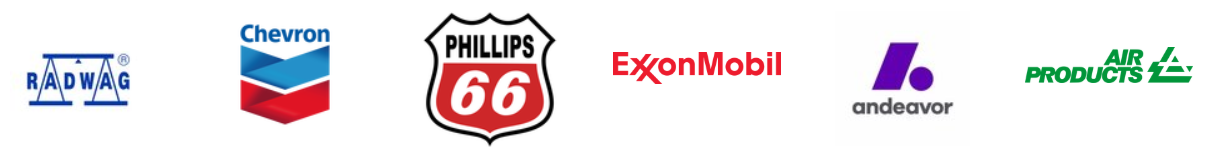 RADWAG®
Chevron
PHILLIPS
66
ExxonMobil
andeavor
AIR
PRODUCTS